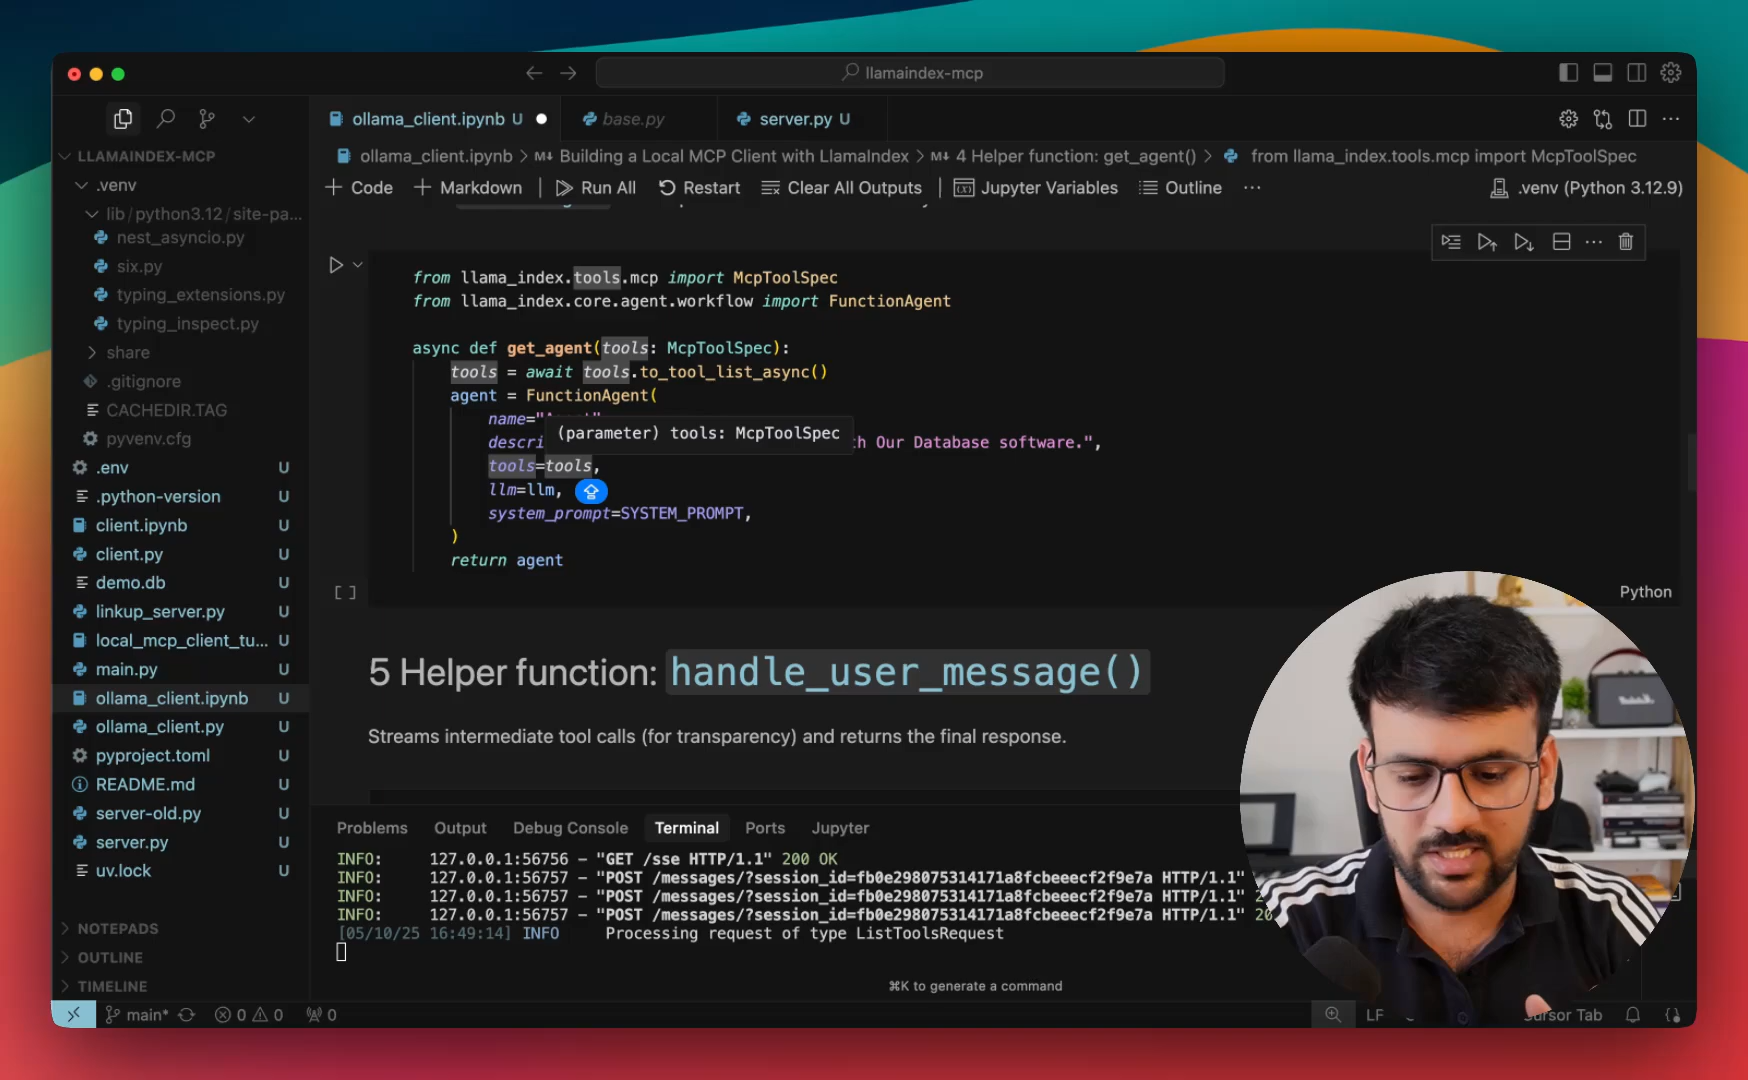 llamaindex-mcp
ollama_client.ipynb U
base.py
server.py U
LLAMAINDEX-MCP
.venv
lib/python3.12/site-pa...
nest_asyncio.py
six.py
typing_extensions.py
typing_inspect.py
share
.gitignore
CACHEDIR.TAG
pyvenv.cfg
.env U
.python-version U
client.ipynb U
client.py U
demo.db U
linkup_server.py U
local_mcp_client_tu... U
main.py U
ollama_client.ipynb U
ollama_client.py U
pyproject.toml U
README.md U
server-old.py U
server.py U
uv.lock U
NOTEPADS
OUTLINE
TIMELINE
ollama_client.ipynb > M↓ Building a Local MCP Client with LlamaIndex > M↓ 4 Helper function: get_agent() > from llama_index.tools.mcp import McpToolSpec
+ Code + Markdown | Run All Restart Clear All Outputs | Jupyter Variables Outline ...
.venv (Python 3.12.9)
from llama_index.tools.mcp import McpToolSpec
from llama_index.core.agent.workflow import FunctionAgent
async def get_agent(tools: McpToolSpec):
tools = await tools.to_tool_list_async()
agent = FunctionAgent(
name="
(parameter) tools: McpToolSpec
descri h Our Database software.",
tools=tools,
llm=llm,
system_prompt=SYSTEM_PROMPT,
)
return agent
[ ]
Python
5 Helper function: handle_user_message()
Streams intermediate tool calls (for transparency) and returns the final response.
Problems Output Debug Console Terminal Ports Jupyter
INFO: 127.0.0.1:56756 – "GET /sse HTTP/1.1" 200 OK
INFO: 127.0.0.1:56757 – "POST /messages/?session_id=fb0e298075314171a8fcbeeecf2f9e7a HTTP/1.1"
INFO: 127.0.0.1:56757 – "POST /messages/?session_id=fb0e298075314171a8fcbeeecf2f9e7a HTTP/1.1" 2
INFO: 127.0.0.1:56757 – "POST /messages/?session_id=fb0e298075314171a8fcbeeecf2f9e7a HTTP/1.1" 20
[05/10/25 16:49:14] INFO Processing request of type ListToolsRequest
⌘K to generate a command
main* 0 0 0
LF
Cursor Tab